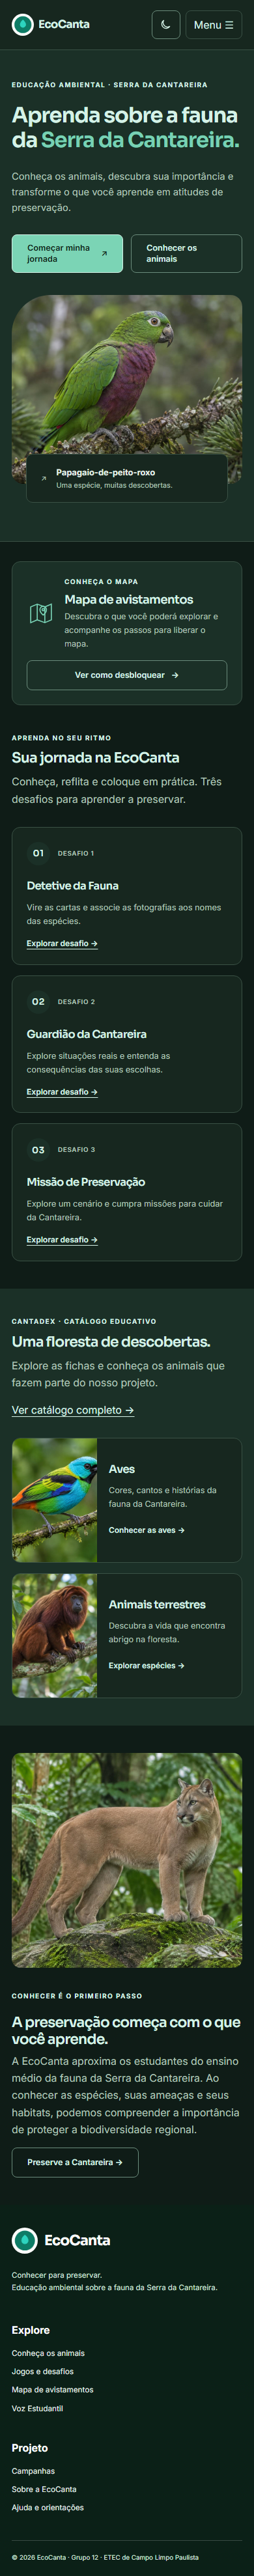 EcoCanta
Menu ☰
EDUCAÇÃO AMBIENTAL · SERRA DA CANTAREIRA
Aprenda sobre a fauna
da Serra da Cantareira.
Conheça os animais, descubra sua importância e
transforme o que você aprende em atitudes de
preservação.
Começar minha
jornada ↗
Conhecer os
animais
↗ Papagaio-de-peito-roxo
Uma espécie, muitas descobertas.
CONHEÇA O MAPA
Mapa de avistamentos
Descubra o que você poderá explorar e
acompanhe os passos para liberar o
mapa.
Ver como desbloquear →
APRENDA NO SEU RITMO
Sua jornada na EcoCanta
Conheça, reflita e coloque em prática. Três
desafios para aprender a preservar.
01 DESAFIO 1
Detetive da Fauna
Vire as cartas e associe as fotografias aos nomes
das espécies.
Explorar desafio →
02 DESAFIO 2
Guardião da Cantareira
Explore situações reais e entenda as
consequências das suas escolhas.
Explorar desafio →
03 DESAFIO 3
Missão de Preservação
Explore um cenário e cumpra missões para cuidar
da Cantareira.
Explorar desafio →
CANTADEX · CATÁLOGO EDUCATIVO
Uma floresta de descobertas.
Explore as fichas e conheça os animais que
fazem parte do nosso projeto.
Ver catálogo completo →
Aves
Cores, cantos e histórias da
fauna da Cantareira.
Conhecer as aves →
Animais terrestres
Descubra a vida que encontra
abrigo na floresta.
Explorar espécies →
CONHECER É O PRIMEIRO PASSO
A preservação começa com o que
você aprende.
A EcoCanta aproxima os estudantes do ensino
médio da fauna da Serra da Cantareira. Ao
conhecer as espécies, suas ameaças e seus
habitats, podemos compreender a importância
de proteger a biodiversidade regional.
Preserve a Cantareira →
EcoCanta
Conhecer para preservar.
Educação ambiental sobre a fauna da Serra da Cantareira.
Explore
Conheça os animais
Jogos e desafios
Mapa de avistamentos
Voz Estudantil
Projeto
Campanhas
Sobre a EcoCanta
Ajuda e orientações
© 2026 EcoCanta · Grupo 12 · ETEC de Campo Limpo Paulista